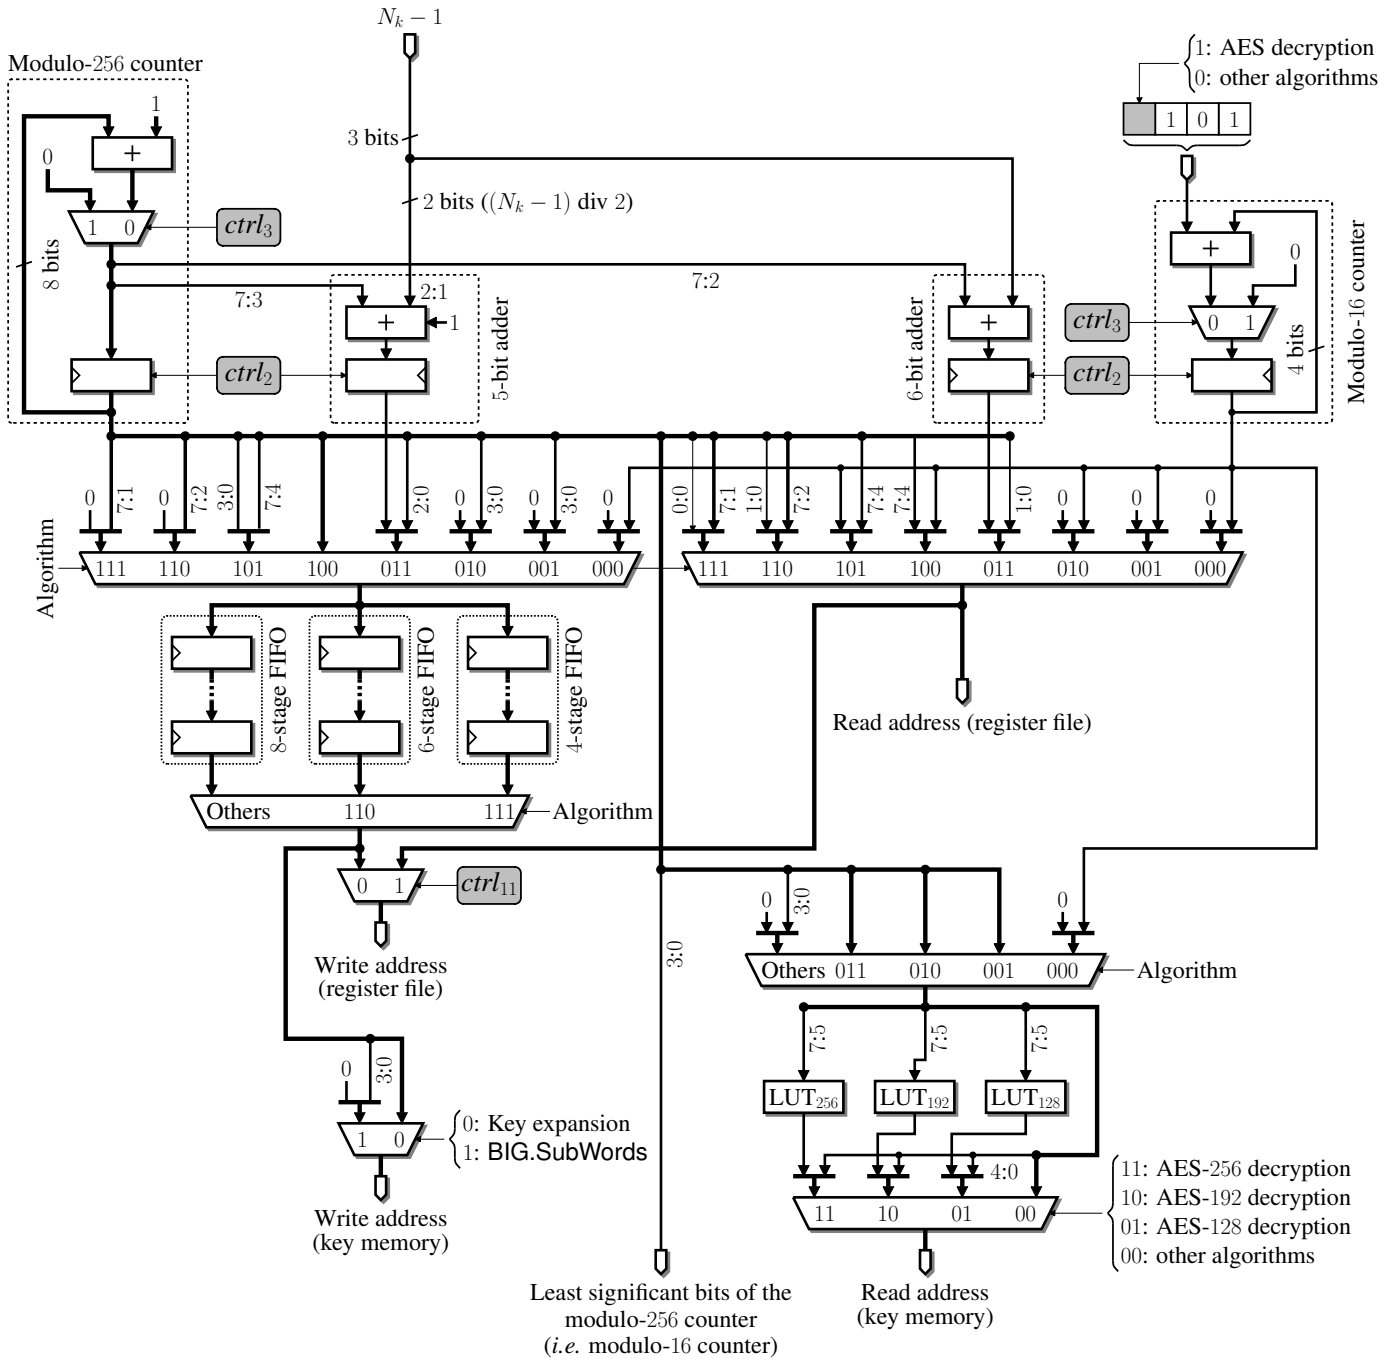 N_k − 1
1: AES decryption
0: other algorithms
1 0 1
Modulo-256 counter
1
+
0
1 0
ctrl_3
8 bits
3 bits
2 bits ((N_k − 1) div 2)
7:3
7:2
2:1
+
1
5-bit adder
ctrl_2
6-bit adder
+
ctrl_3
ctrl_2
+
0
0 1
4 bits
Modulo-16 counter
0 7:1 0 7:2 3:0 7:4 2:0 0 3:0 0 3:0 0 0:0 7:1 1:0 7:2 7:4 7:4 1:0 0 0 0
Algorithm
111 110 101 100 011 010 001 000
111 110 101 100 011 010 001 000
8-stage FIFO
6-stage FIFO
4-stage FIFO
Read address (register file)
Others 110 111
Algorithm
0 1
ctrl_11
Write address
(register file)
0 3:0
1 0
0: Key expansion
1: BIG.SubWords
Write address
(key memory)
3:0
Least significant bits of the
modulo-256 counter
(i.e. modulo-16 counter)
0 3:0 0
Others 011 010 001 000
Algorithm
7:5 7:5 7:5
LUT_256 LUT_192 LUT_128
4:0
11 10 01 00
11: AES-256 decryption
10: AES-192 decryption
01: AES-128 decryption
00: other algorithms
Read address
(key memory)